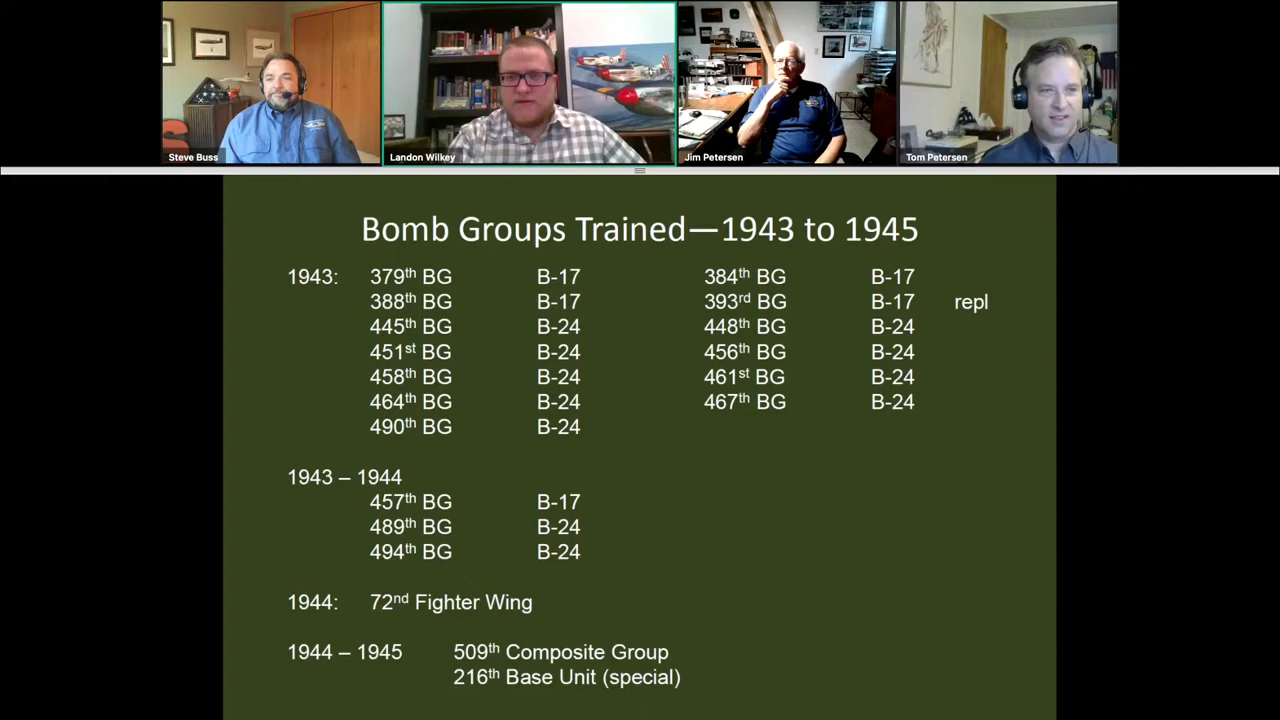 Steve Buss
Landon Wilkey
Jim Petersen
Tom Petersen
Bomb Groups Trained—1943 to 1945
1943: 379th BG B-17 384th BG B-17
388th BG B-17 393rd BG B-17 repl
445th BG B-24 448th BG B-24
451st BG B-24 456th BG B-24
458th BG B-24 461st BG B-24
464th BG B-24 467th BG B-24
490th BG B-24
1943 – 1944
457th BG B-17
489th BG B-24
494th BG B-24
1944: 72nd Fighter Wing
1944 – 1945 509th Composite Group
216th Base Unit (special)